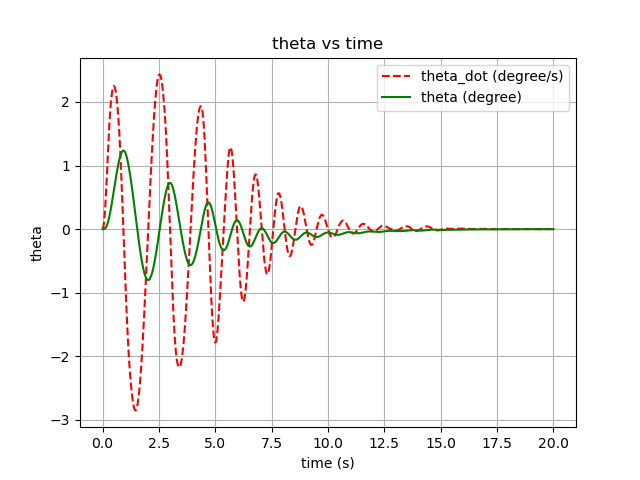 theta vs time
theta_dot (degree/s)
theta (degree)
theta
2
1
0
−1
−2
−3
0.0 2.5 5.0 7.5 10.0 12.5 15.0 17.5 20.0
time (s)